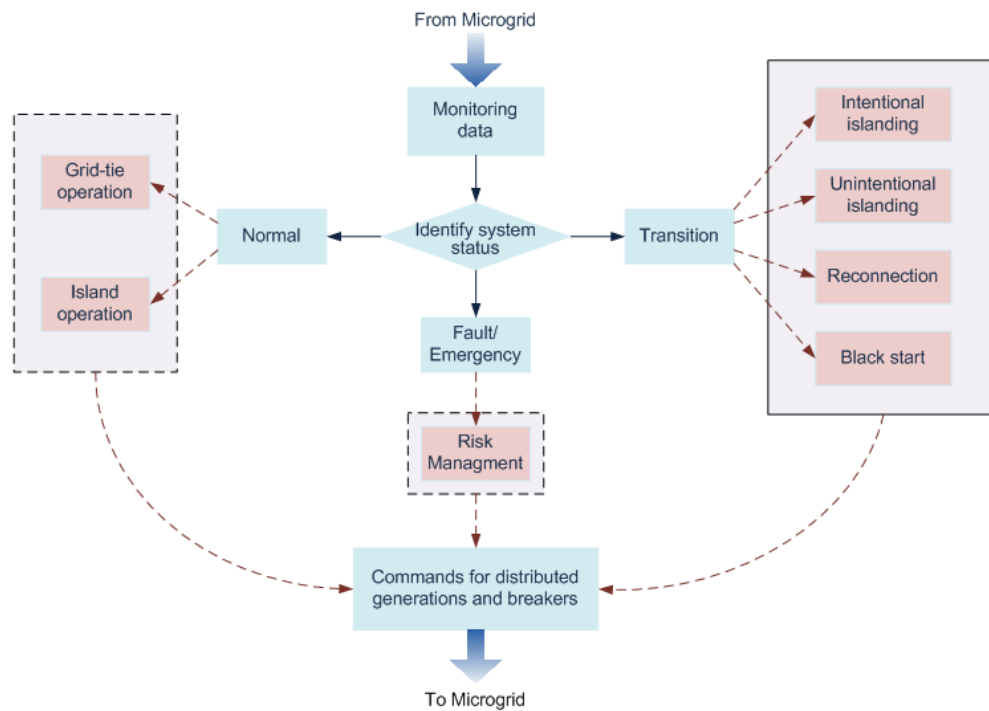 From Microgrid
Monitoring
data
Identify system
status
Normal
Grid-tie
operation
Island
operation
Transition
Intentional
islanding
Unintentional
islanding
Reconnection
Black start
Fault/
Emergency
Risk
Managment
Commands for distributed
generations and breakers
To Microgrid